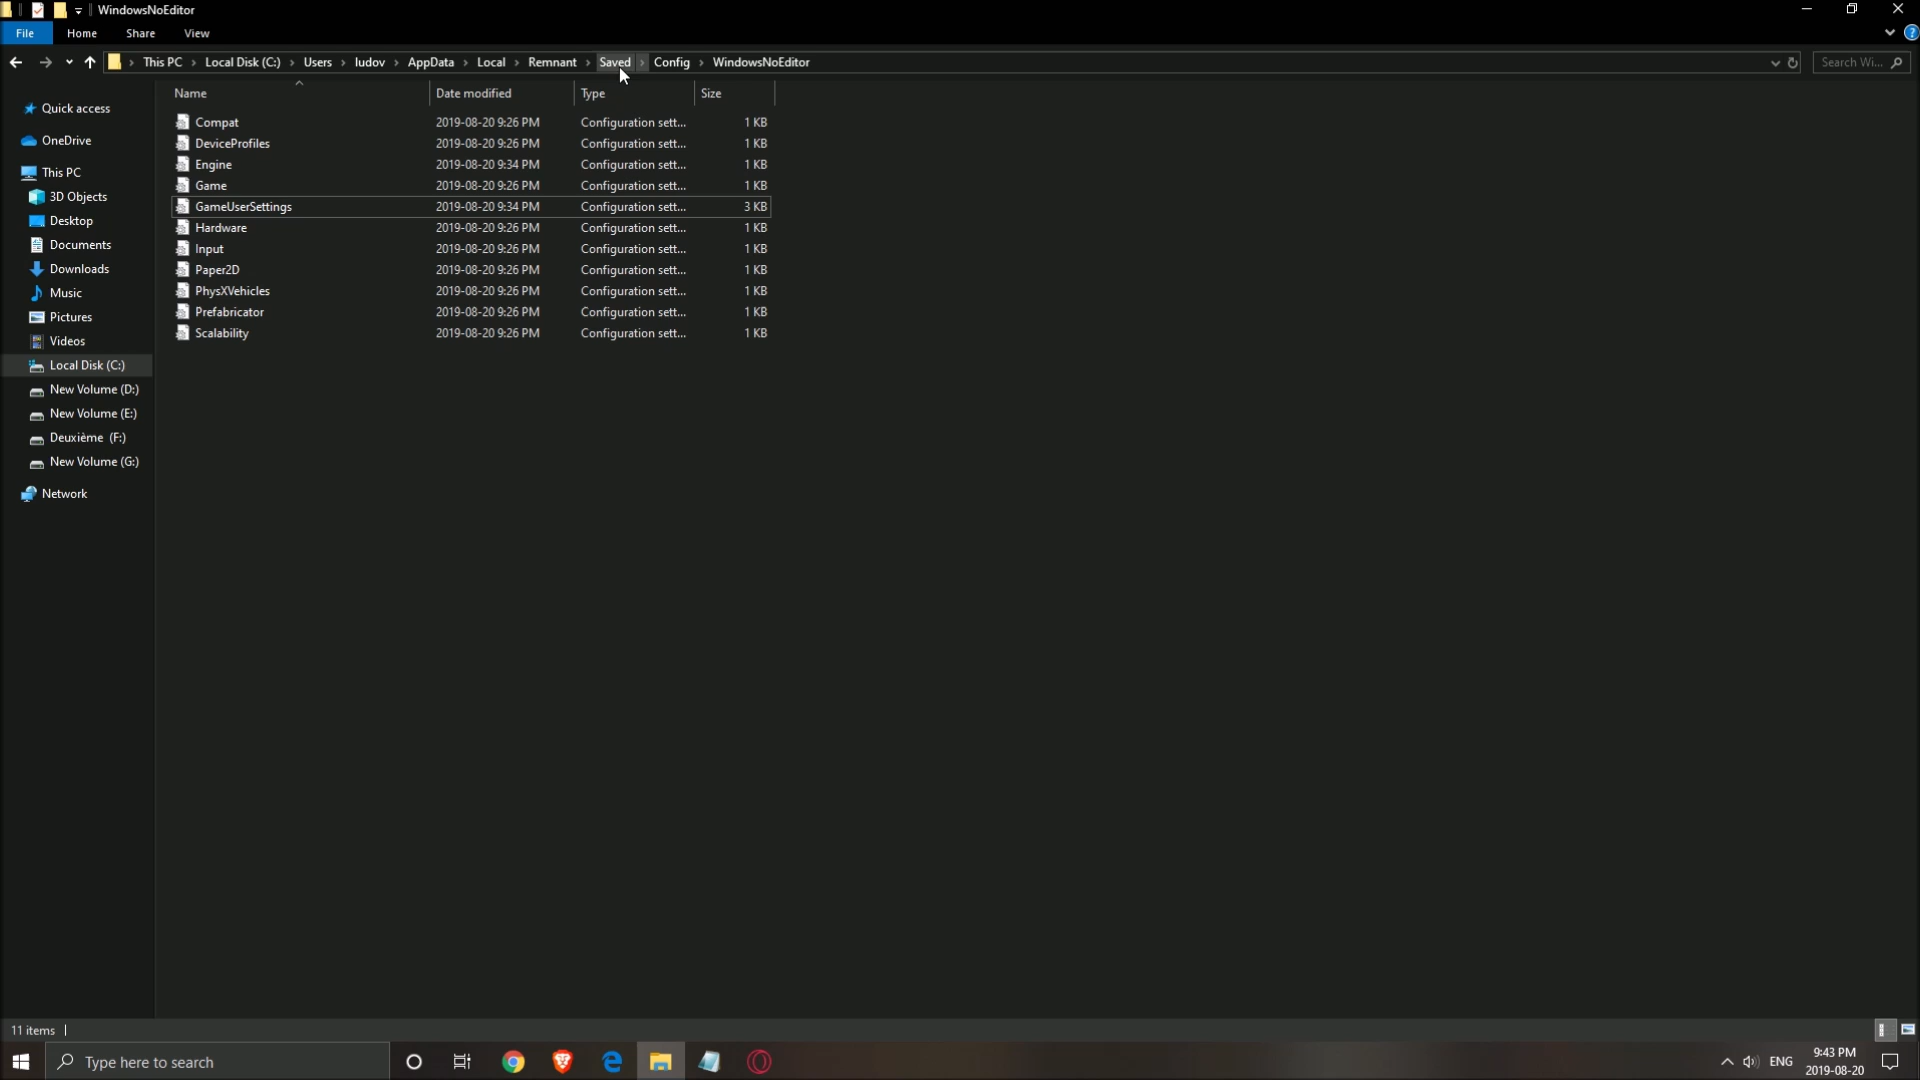 WindowsNoEditor
File Home Share View
This PC Local Disk (C:) Users ludov AppData Local Remnant Saved Config WindowsNoEditor Search Wi...
Name Date modified Type Size
Quick access
OneDrive
This PC
3D Objects
Desktop
Documents
Downloads
Music
Pictures
Videos
Local Disk (C:)
New Volume (D:)
New Volume (E:)
Deuxième (F:)
New Volume (G:)
Network
Compat 2019-08-20 9:26 PM Configuration sett... 1 KB
DeviceProfiles 2019-08-20 9:26 PM Configuration sett... 1 KB
Engine 2019-08-20 9:34 PM Configuration sett... 1 KB
Game 2019-08-20 9:26 PM Configuration sett... 1 KB
GameUserSettings 2019-08-20 9:34 PM Configuration sett... 3 KB
Hardware 2019-08-20 9:26 PM Configuration sett... 1 KB
Input 2019-08-20 9:26 PM Configuration sett... 1 KB
Paper2D 2019-08-20 9:26 PM Configuration sett... 1 KB
PhysXVehicles 2019-08-20 9:26 PM Configuration sett... 1 KB
Prefabricator 2019-08-20 9:26 PM Configuration sett... 1 KB
Scalability 2019-08-20 9:26 PM Configuration sett... 1 KB
11 items
Type here to search
ENG
9:43 PM
2019-08-20